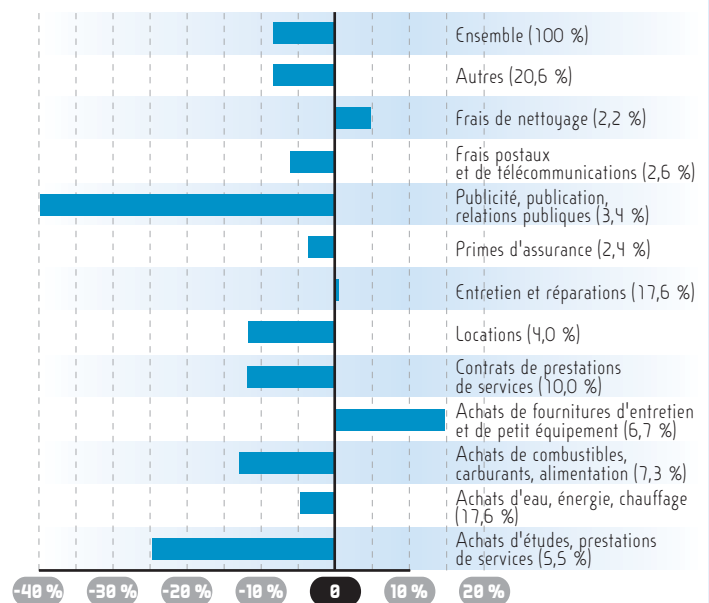 Ensemble (100 %)
Autres (20,6 %)
Frais de nettoyage (2,2 %)
Frais postaux
et de télécommunications (2,6 %)
Publicité, publication,
relations publiques (3,4 %)
Primes d'assurance (2,4 %)
Entretien et réparations (17,6 %)
Locations (4,0 %)
Contrats de prestations
de services (10,0 %)
Achats de fournitures d'entretien
et de petit équipement (6,7 %)
Achats de combustibles,
carburants, alimentation (7,3 %)
Achats d'eau, énergie, chauffage
(17,6 %)
Achats d'études, prestations
de services (5,5 %)
-40 % -30 % -20 % -10 % 0 10 % 20 %